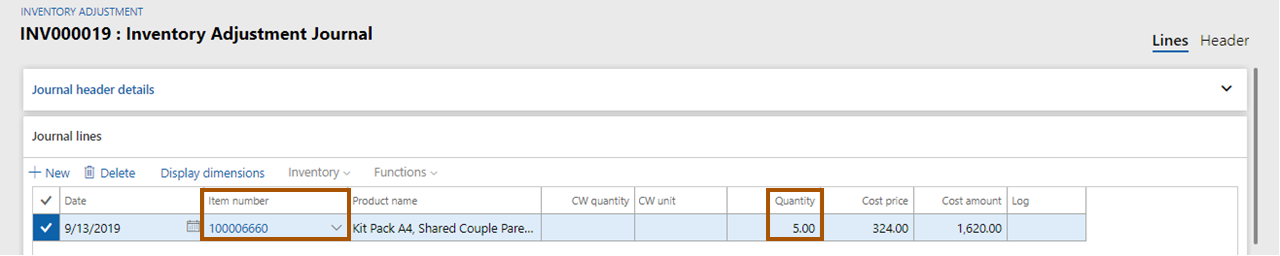 INVENTORY ADJUSTMENT
INV000019 : Inventory Adjustment Journal
Lines Header
Journal header details
Journal lines
New Delete Display dimensions Inventory Functions
Date Item number Product name CW quantity CW unit Quantity Cost price Cost amount Log
9/13/2019 100006660 Kit Pack A4, Shared Couple Pare... 5.00 324.00 1,620.00